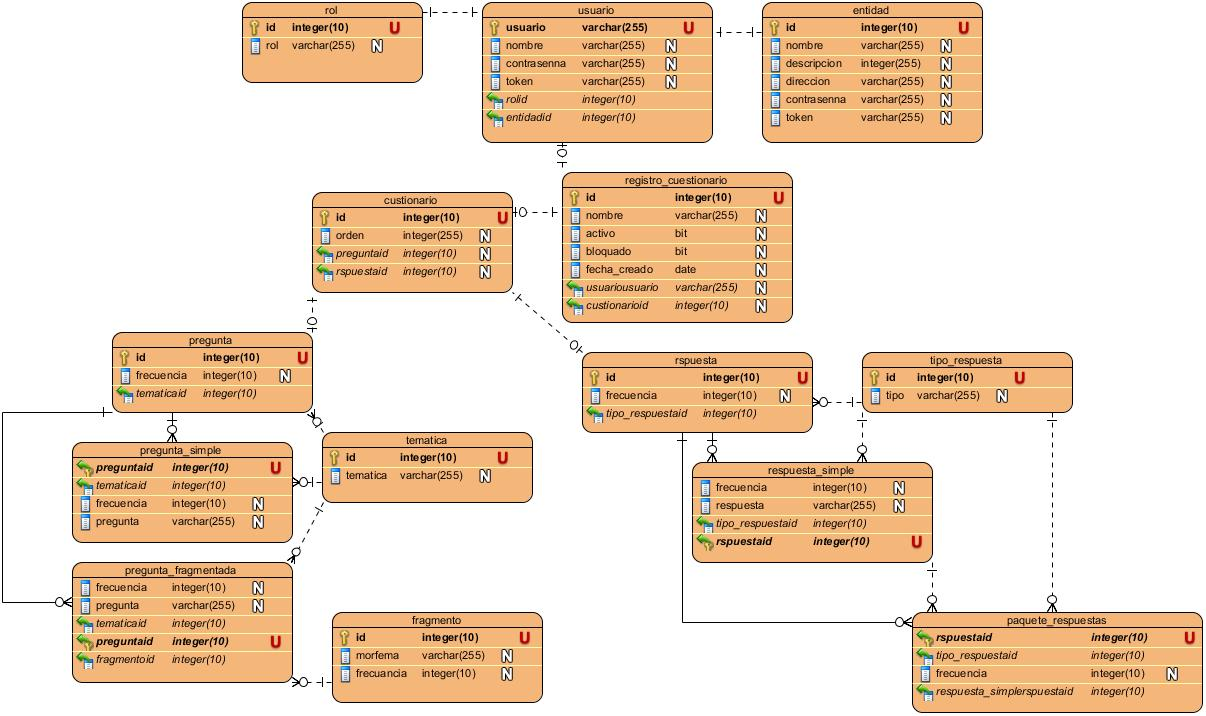 rol
id integer(10) U
rol varchar(255) N
usuario
usuario varchar(255) U
nombre varchar(255) N
contrasenna varchar(255) N
token varchar(255) N
rolid integer(10)
entidadid integer(10)
entidad
id integer(10) U
nombre varchar(255) N
descripcion integer(255) N
direccion varchar(255) N
contrasenna varchar(255) N
token varchar(255) N
registro_cuestionario
id integer(10) U
nombre varchar(255) N
activo bit N
bloquado bit N
fecha_creado date N
usuariousuario varchar(255) N
custionarioid integer(10) N
custionario
id integer(10) U
orden integer(255) N
preguntaid integer(10) N
rspuestaid integer(10) N
pregunta
id integer(10) U
frecuencia integer(10) N
tematicaid integer(10)
rspuesta
id integer(10) U
frecuencia integer(10) N
tipo_respuestaid integer(10)
tipo_respuesta
id integer(10) U
tipo varchar(255) N
tematica
id integer(10) U
tematica varchar(255) N
pregunta_simple
preguntaid integer(10) U
tematicaid integer(10)
frecuencia integer(10) N
pregunta varchar(255) N
respuesta_simple
frecuencia integer(10) N
respuesta varchar(255) N
tipo_respuestaid integer(10)
rspuestaid integer(10) U
pregunta_fragmentada
frecuencia integer(10) N
pregunta varchar(255) N
tematicaid integer(10)
preguntaid integer(10) U
fragmentoid integer(10)
fragmento
id integer(10) U
morfema varchar(255) N
frecuancia integer(10) N
paquete_respuestas
rspuestaid integer(10) U
tipo_respuestaid integer(10)
frecuencia integer(10) N
respuesta_simplerspuestaid integer(10)